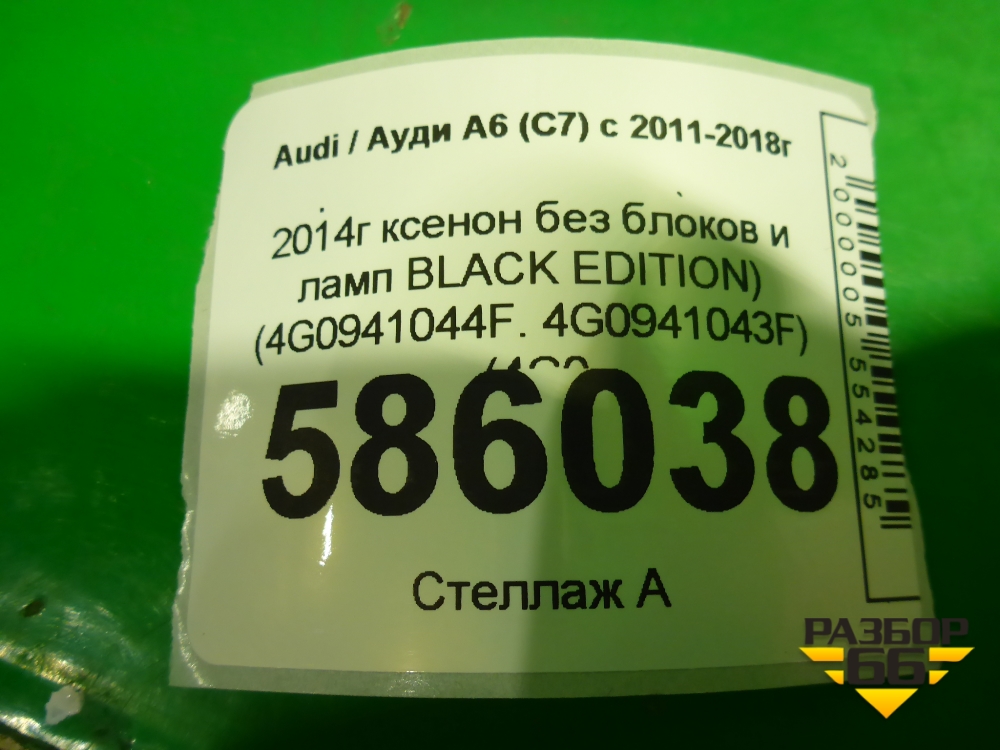 Audi / Ауди А6 (С7) с 2011-2018г
2014г ксенон без блоков и
ламп BLACK EDITION)
(4G0941044F. 4G0941043F)
586038
Стеллаж А
2000005554285
РАЗБОР
66